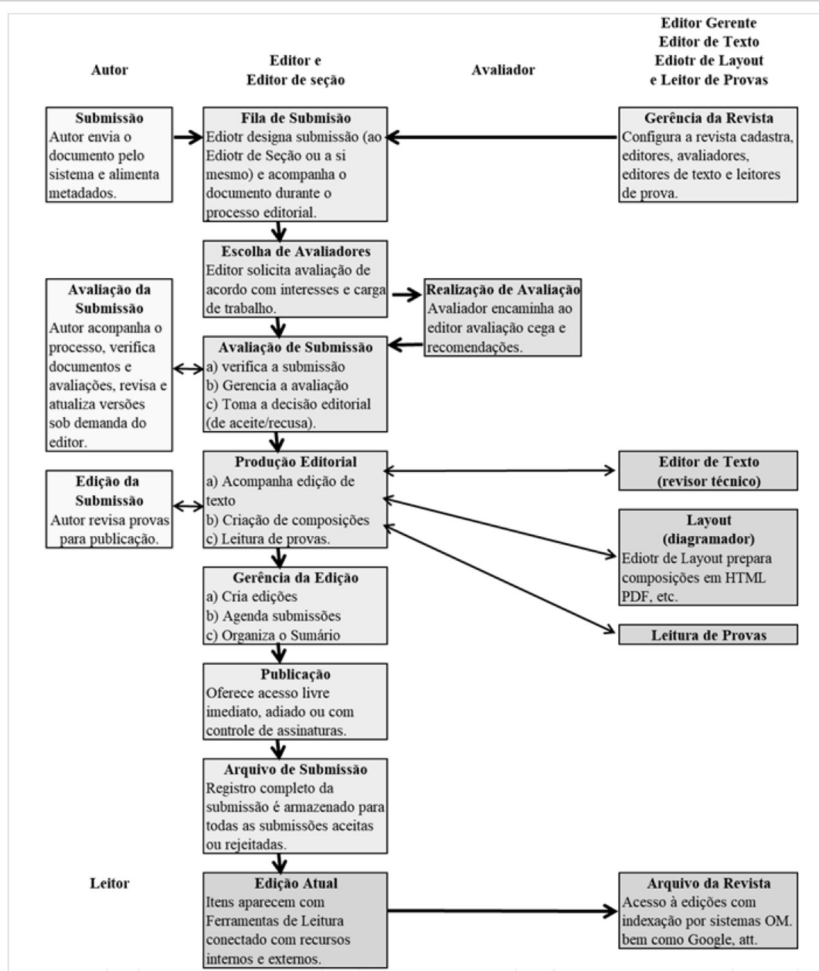 Autor
Editor e
Editor de seção
Avaliador
Editor Gerente
Editor de Texto
Ediotr de Layout
e Leitor de Provas
Submissão
Autor envia o
documento pelo
sistema e alimenta
metadados.
Fila de Submisão
Ediotr designa submissão (ao
Ediotr de Seção ou a si
mesmo) e acompanha o
documento durante o
processo editorial.
Gerência da Revista
Configura a revista cadastra,
editores, avaliadores,
editores de texto e leitores
de prova.
Escolha de Avaliadores
Editor solicita avaliação de
acordo com interesses e carga
de trabalho.
Realização de Avaliação
Avaliador encaminha ao
editor avaliação cega e
recomendações.
Avaliação da
Submissão
Autor aconpanha o
processo, verifica
documentos e
avaliações, revisa e
atualiza versões
sob demanda do
editor.
Avaliação de Submissão
a) verifica a submissão
b) Gerencia a avaliação
c) Toma a decisão editorial
(de aceite/recusa).
Edição da
Submissão
Autor revisa provas
para publicação.
Produção Editorial
a) Acompanha edição de
texto
b) Criação de composições
c) Leitura de provas.
Editor de Texto
(revisor técnico)
Layout
(diagramador)
Ediotr de Layout prepara
composições em HTML
PDF, etc.
Leitura de Provas
Gerência da Edição
a) Cria edições
b) Agenda submissões
c) Organiza o Sumário
Publicação
Oferece acesso livre
imediato, adiado ou com
controle de assinaturas.
Arquivo de Submissão
Registro completo da
submissão é armazenado para
todas as submissões aceitas
ou rejeitadas.
Leitor
Edição Atual
Itens aparecem com
Ferramentas de Leitura
conectado com recursos
internos e externos.
Arquivo da Revista
Acesso à edições com
indexação por sistemas OM.
bem como Google, att.